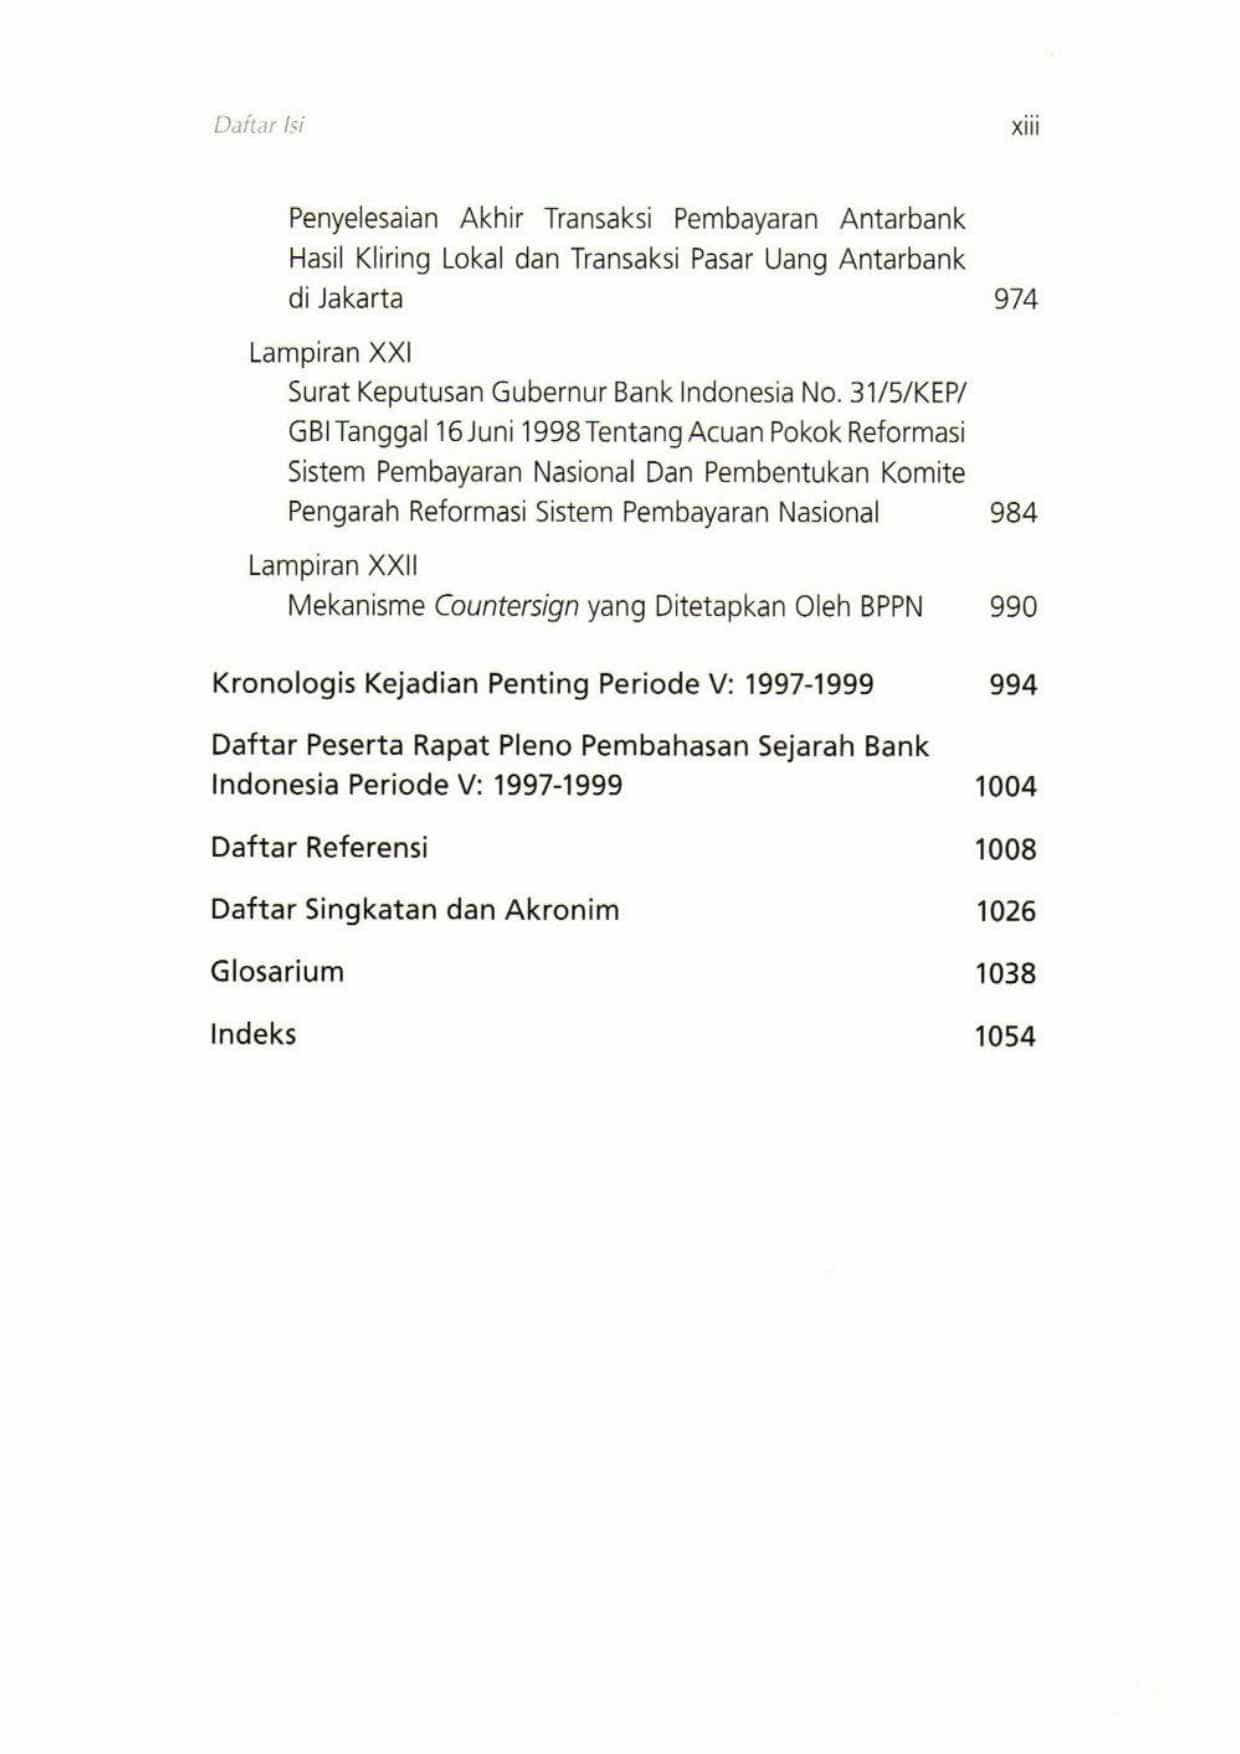 Daftar Isi xiii
Penyelesaian Akhir Transaksi Pembayaran Antarbank
Hasil Kliring Lokal dan Transaksi Pasar Uang Antarbank
di Jakarta 974
Lampiran XXI
Surat Keputusan Gubernur Bank Indonesia No. 31/5/KEP/
GBI Tanggal 16 Juni 1998 Tentang Acuan Pokok Reformasi
Sistem Pembayaran Nasional Dan Pembentukan Komite
Pengarah Reformasi Sistem Pembayaran Nasional 984
Lampiran XXII
Mekanisme Countersign yang Ditetapkan Oleh BPPN 990
Kronologis Kejadian Penting Periode V: 1997-1999 994
Daftar Peserta Rapat Pleno Pembahasan Sejarah Bank
Indonesia Periode V: 1997-1999 1004
Daftar Referensi 1008
Daftar Singkatan dan Akronim 1026
Glosarium 1038
Indeks 1054